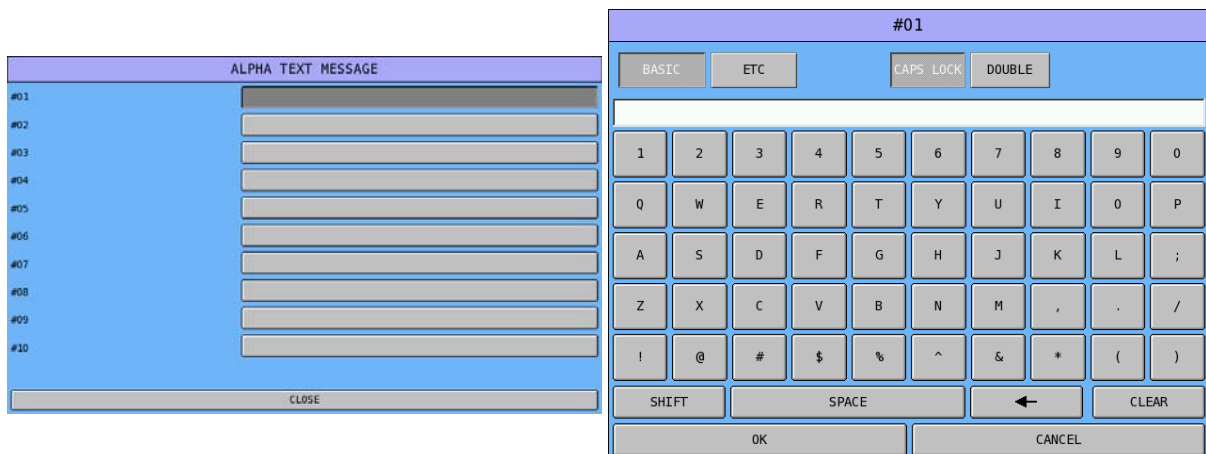 ALPHA TEXT MESSAGE
#01
#02
#03
#04
#05
#06
#07
#08
#09
#10
CLOSE
#01
BASIC ETC CAPS LOCK DOUBLE
1 2 3 4 5 6 7 8 9 0
Q W E R T Y U I O P
A S D F G H J K L ;
Z X C V B N M , . /
! @ # $ % ^ & * ( )
SHIFT SPACE ← CLEAR
OK CANCEL